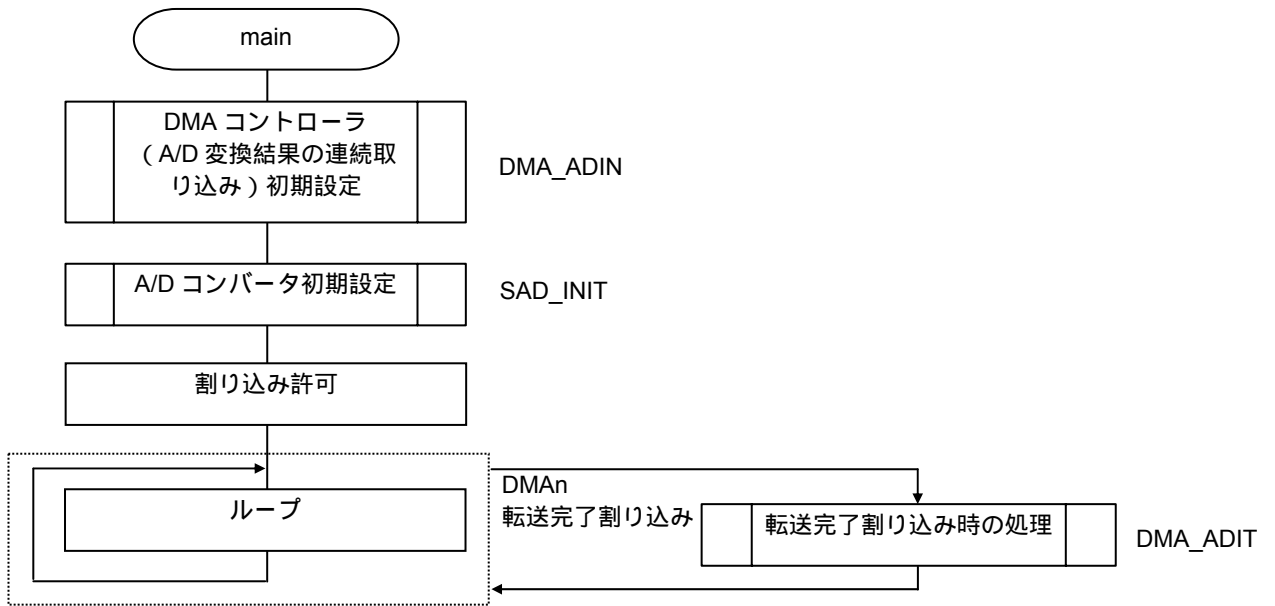 main
DMA コントローラ
（A/D 変換結果の連続取
り込み）初期設定
DMA_ADIN
A/D コンバータ初期設定
SAD_INIT
割り込み許可
ループ
DMAn
転送完了割り込み
転送完了割り込み時の処理
DMA_ADIT